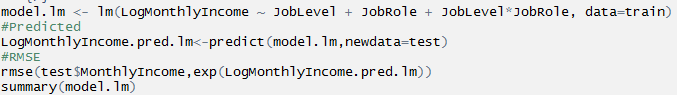 model.lm <- lm(LogMonthlyIncome ~ JobLevel + JobRole + JobLevel*JobRole, data=train)
#Predicted
LogMonthlyIncome.pred.lm<-predict(model.lm,newdata=test)
#RMSE
rmse(test$MonthlyIncome,exp(LogMonthlyIncome.pred.lm))
summary(model.lm)